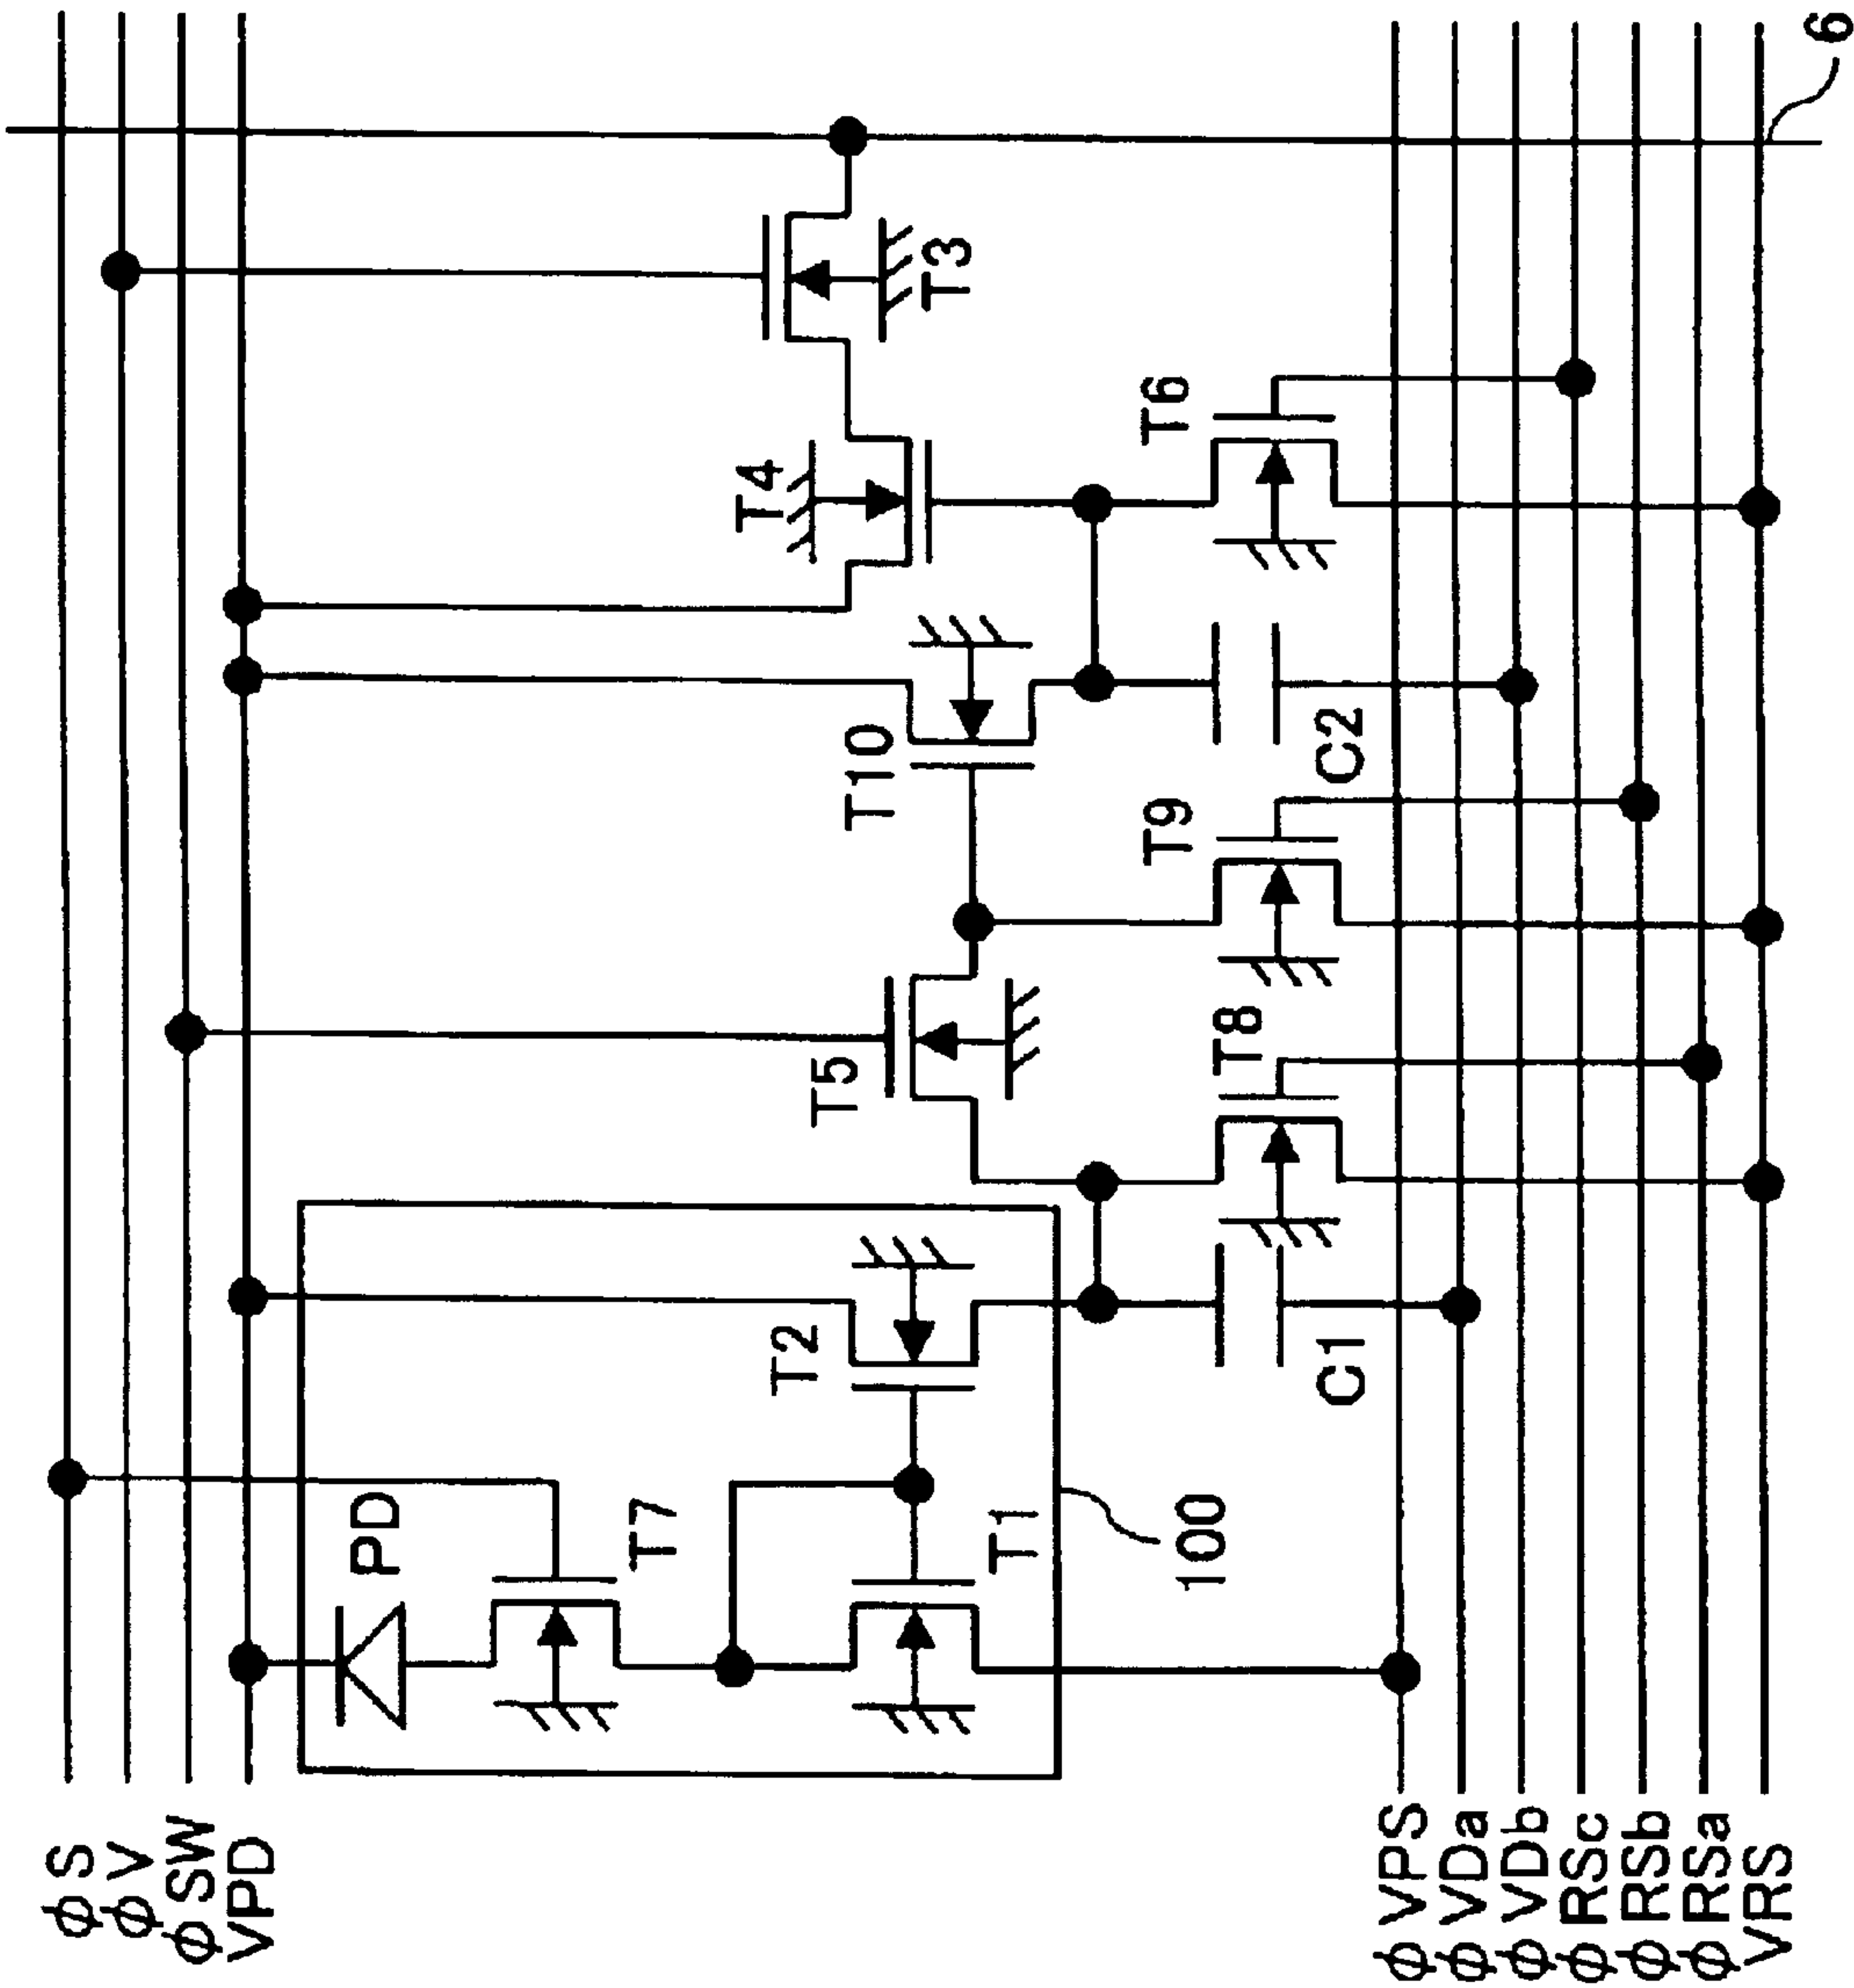 φS
φV
φSW
VPD
PD
T7
T1
100
T2
C1
T5
T8
T9
T10
C2
T4
T6
T3
6
φVPS
φVDa
φVDb
φRSc
φRSb
φRSa
VRS